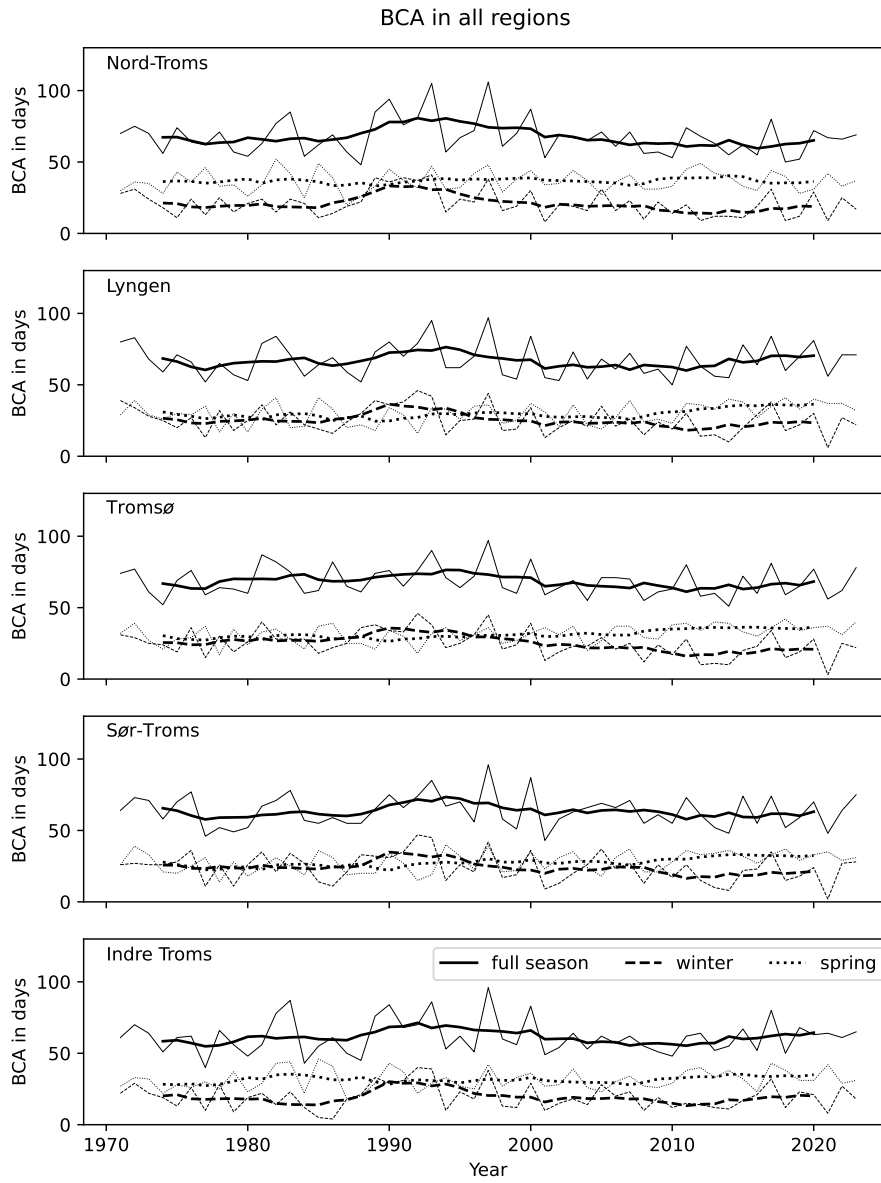 BCA in all regions
Nord-Troms
BCA in days
100
50
0
Lyngen
BCA in days
100
50
0
Tromsø
BCA in days
100
50
0
Sør-Troms
BCA in days
100
50
0
Indre Troms
full season winter spring
BCA in days
100
50
0
1970 1980 1990 2000 2010 2020
Year